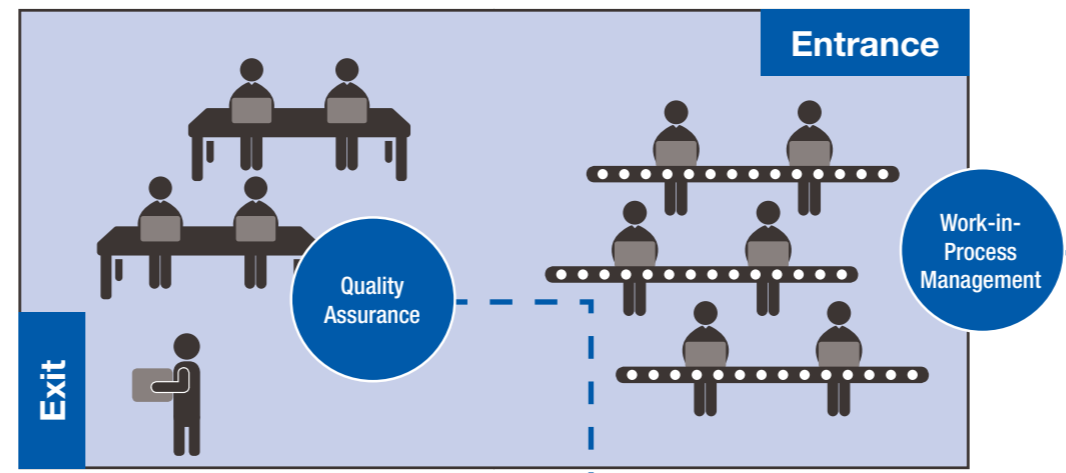 Entrance
Work-in-
Process
Management
Quality
Assurance
Exit